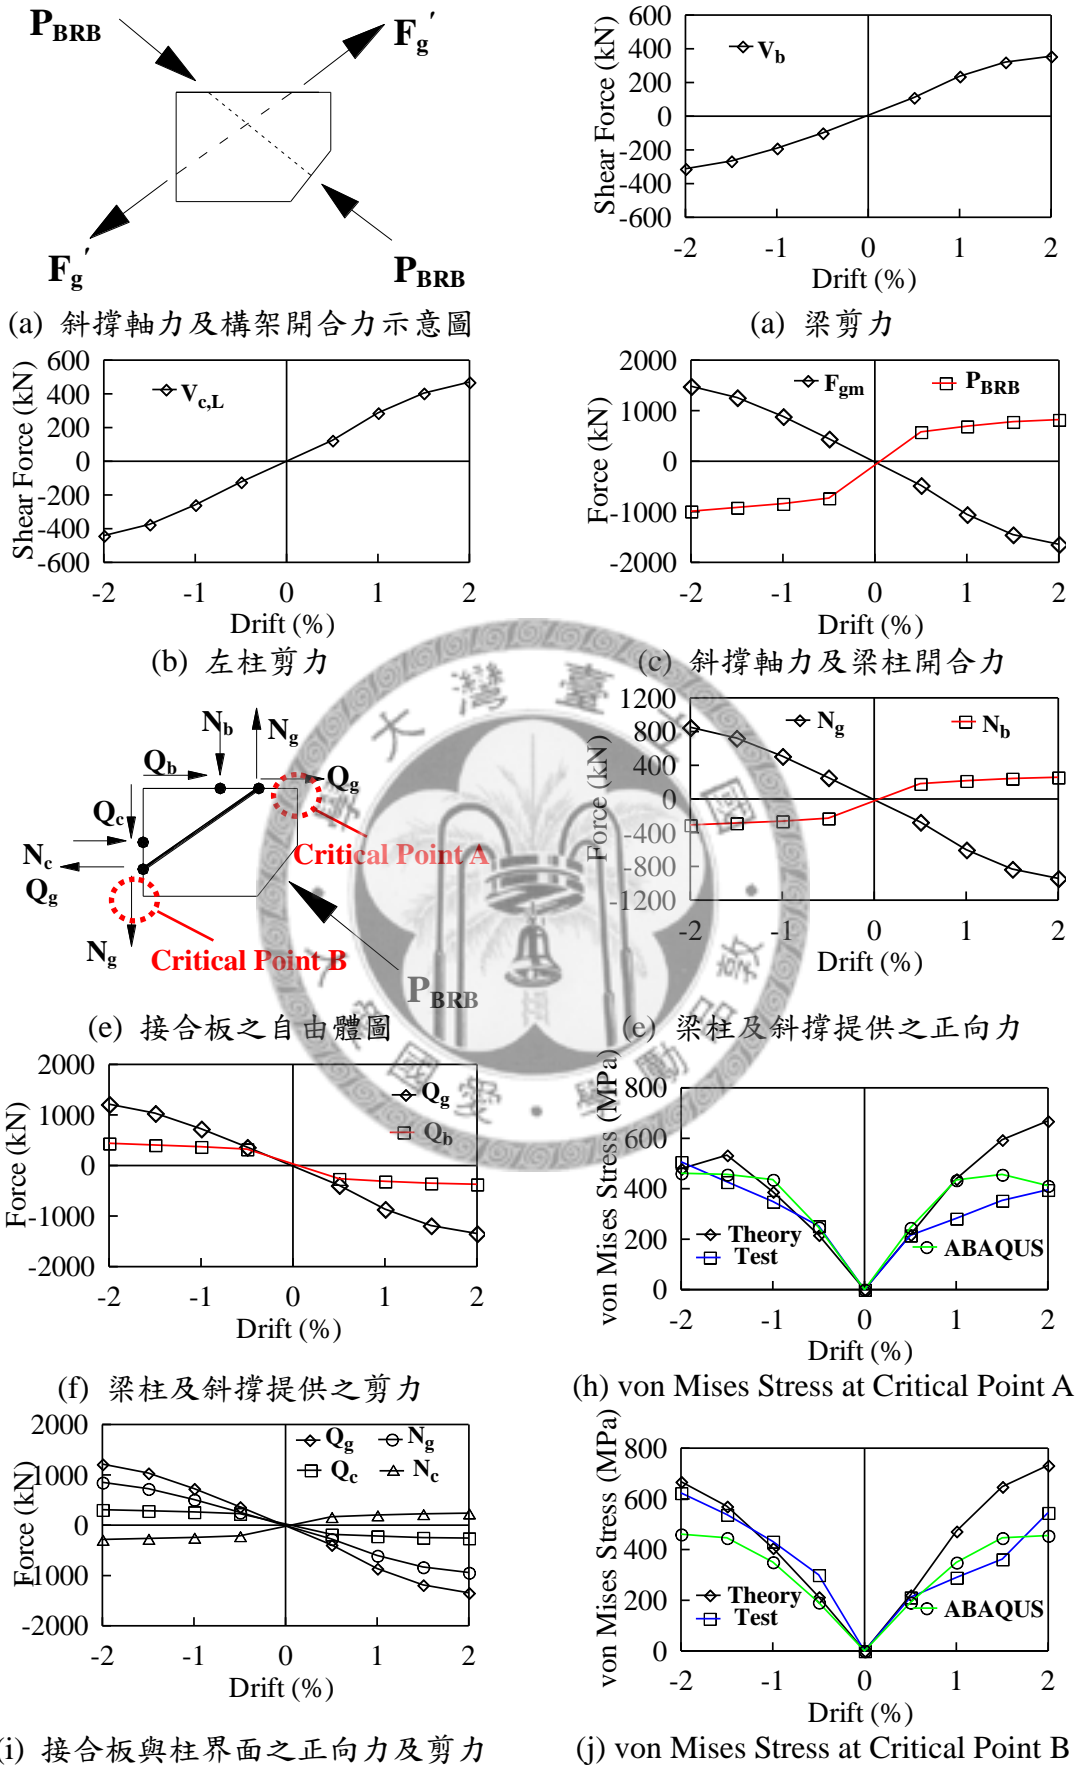 P_BRB
F_g′
F_g′
P_BRB
(a) 斜撐軸力及構架開合力示意圖
600
400
200
0
-200
-400
-600
Shear Force (kN)
V_b
-2 -1 0 1 2
Drift (%)
(a) 梁剪力
600
400
200
0
-200
-400
-600
Shear Force (kN)
V_c,L
-2 -1 0 1 2
Drift (%)
(b) 左柱剪力
2000
1000
0
-1000
-2000
Force (kN)
F_gm P_BRB
-2 -1 0 1 2
Drift (%)
(c) 斜撐軸力及梁柱開合力
N_b N_g
Q_b Q_g
Q_c
N_c
Q_g
N_g
Critical Point A
Critical Point B
P_BRB
(e) 接合板之自由體圖
1200
800
400
0
-400
-800
-1200
Force (kN)
N_g N_b
-2 -1 0 1 2
Drift (%)
(e) 梁柱及斜撐提供之正向力
2000
1000
0
-1000
-2000
Force (kN)
Q_g
Q_b
-2 -1 0 1 2
Drift (%)
(f) 梁柱及斜撐提供之剪力
800
600
400
200
0
von Mises Stress (MPa)
Theory
Test
ABAQUS
-2 -1 0 1 2
Drift (%)
(h) von Mises Stress at Critical Point A
2000
1000
0
-1000
-2000
Force (kN)
Q_g N_g
Q_c N_c
-2 -1 0 1 2
Drift (%)
(i) 接合板與柱界面之正向力及剪力
800
600
400
200
0
von Mises Stress (MPa)
Theory
Test
ABAQUS
-2 -1 0 1 2
Drift (%)
(j) von Mises Stress at Critical Point B
大灣臺
學 國
愛國 勵學
敦品